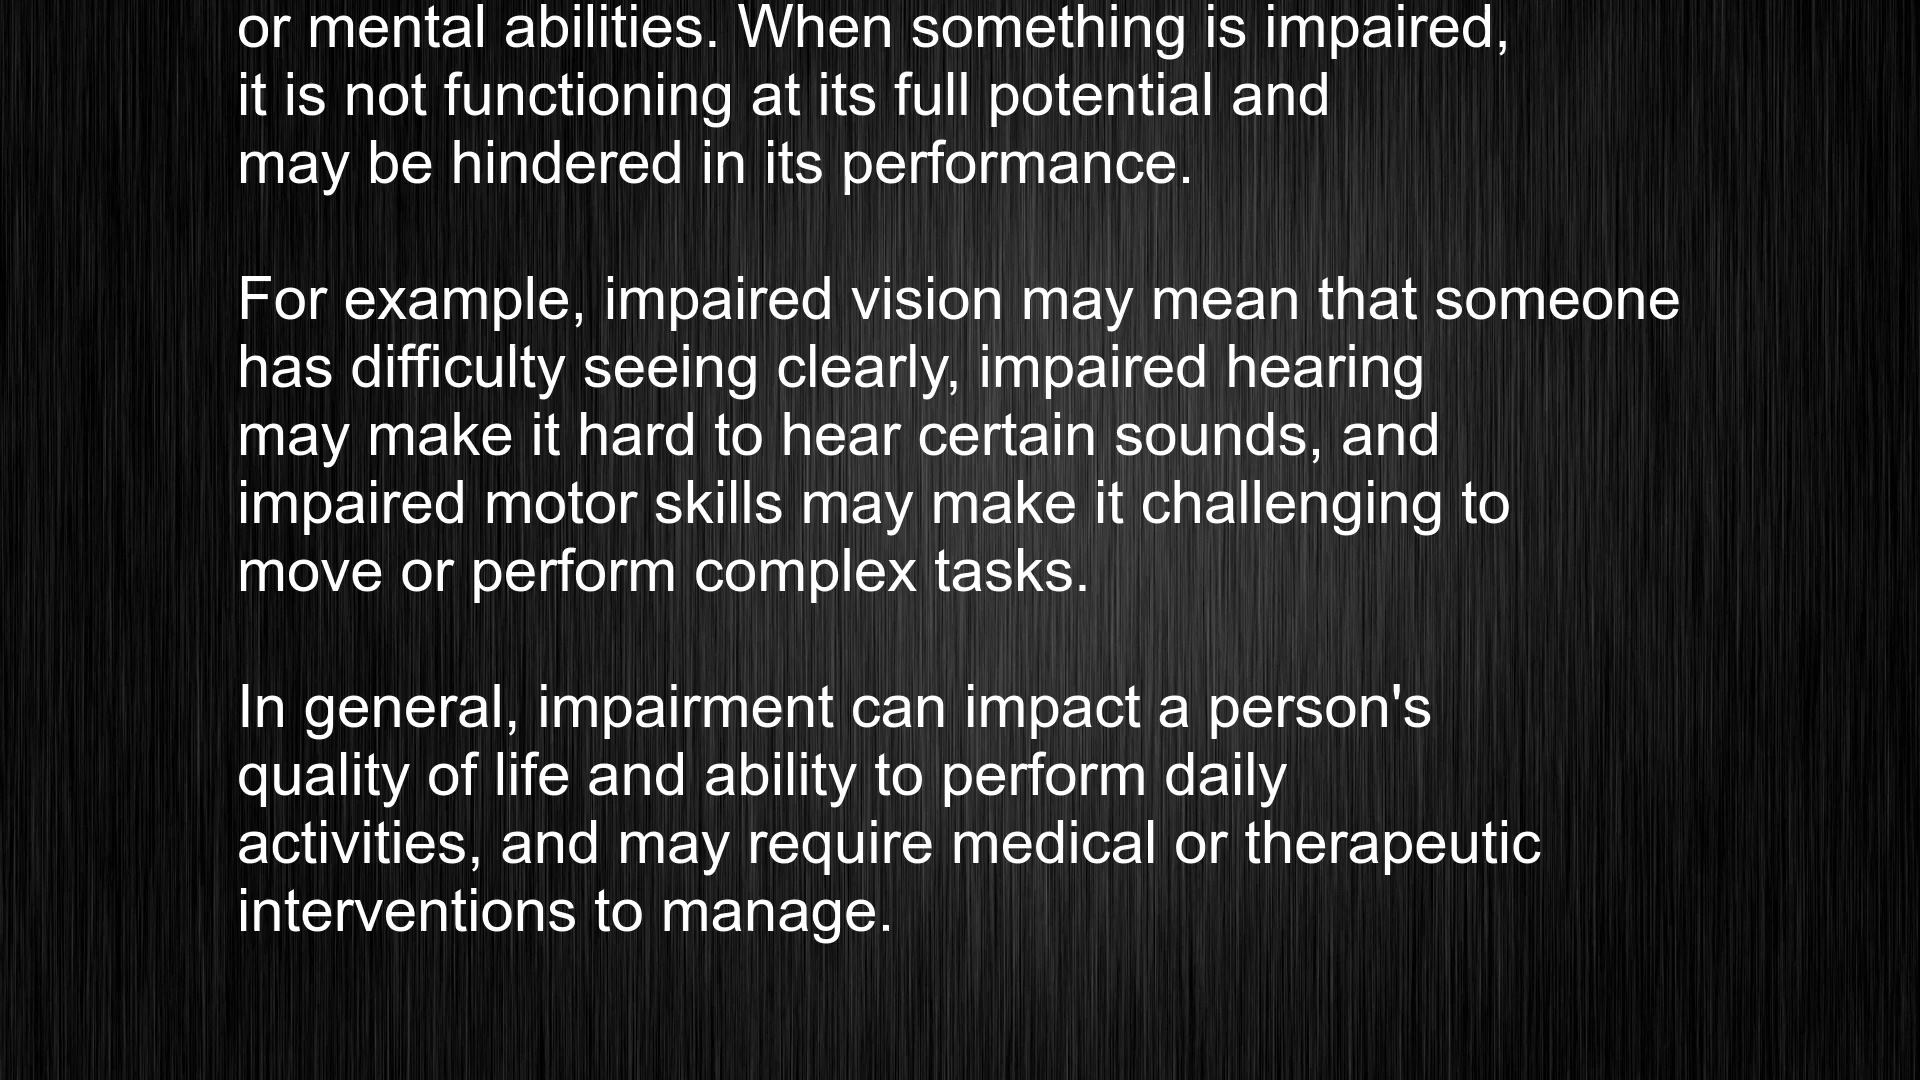 or mental abilities. When something is impaired,
it is not functioning at its full potential and
may be hindered in its performance.
For example, impaired vision may mean that someone
has difficulty seeing clearly, impaired hearing
may make it hard to hear certain sounds, and
impaired motor skills may make it challenging to
move or perform complex tasks.
In general, impairment can impact a person's
quality of life and ability to perform daily
activities, and may require medical or therapeutic
interventions to manage.